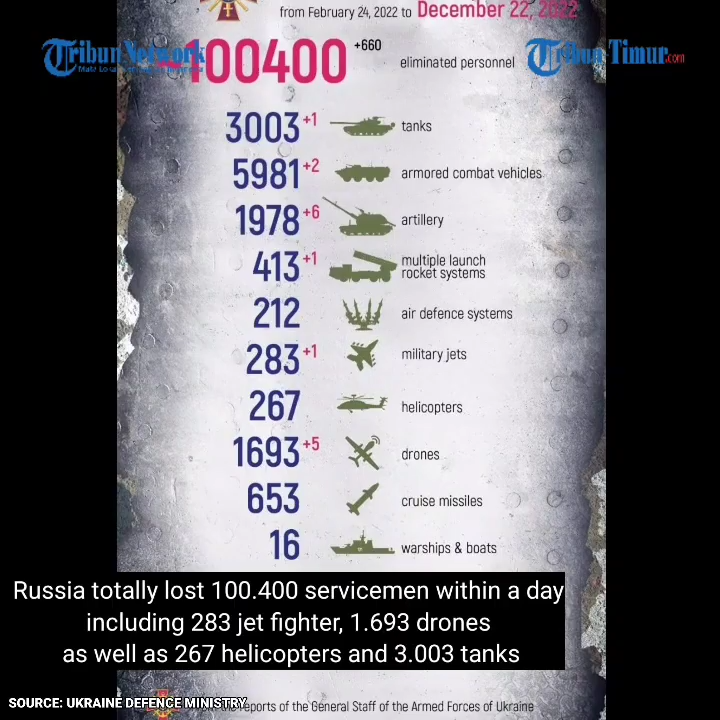 from February 24, 2022 to December 22, 2022
Tribun Network
Tribun Timur.com
~100400 +660 eliminated personnel
3003 +1 tanks
5981 +2 armored combat vehicles
1978 +6 artillery
413 +1 multiple launch
rocket systems
212 air defence systems
283 +1 military jets
267 helicopters
1693 +5 drones
653 cruise missiles
16 warships & boats
Russia totally lost 100.400 servicemen within a day
including 283 jet fighter, 1.693 drones
as well as 267 helicopters and 3.003 tanks
SOURCE: UKRAINE DEFENCE MINISTRY
reports of the General Staff of the Armed Forces of Ukraine